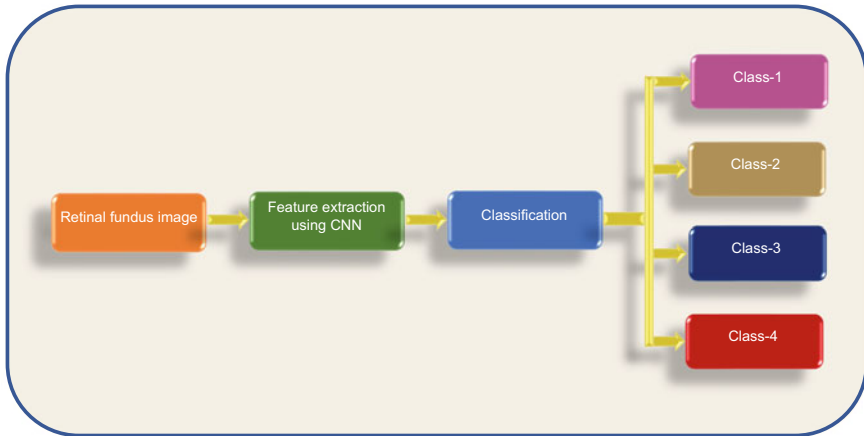 Retinal fundus image
Feature extraction
using CNN
Classification
Class-1
Class-2
Class-3
Class-4